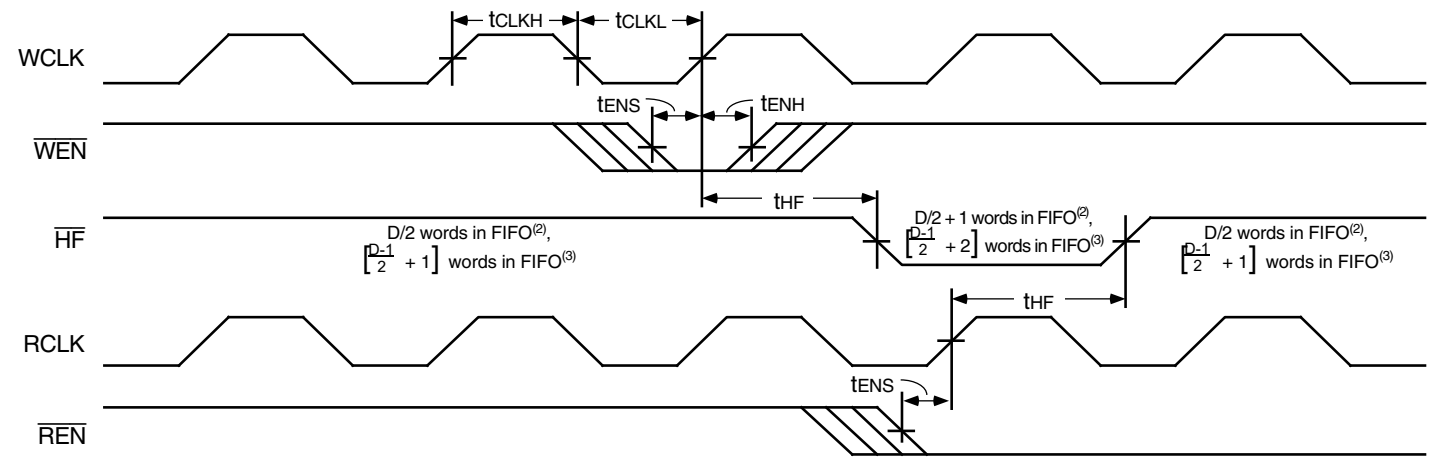 tCLKH tCLKL
WCLK
tENS tENH
WEN
tHF
HF
D/2 words in FIFO(2),
[D-1/2 + 1] words in FIFO(3)
D/2 + 1 words in FIFO(2),
[D-1/2 + 2] words in FIFO(3)
D/2 words in FIFO(2),
[D-1/2 + 1] words in FIFO(3)
tHF
RCLK
tENS
REN